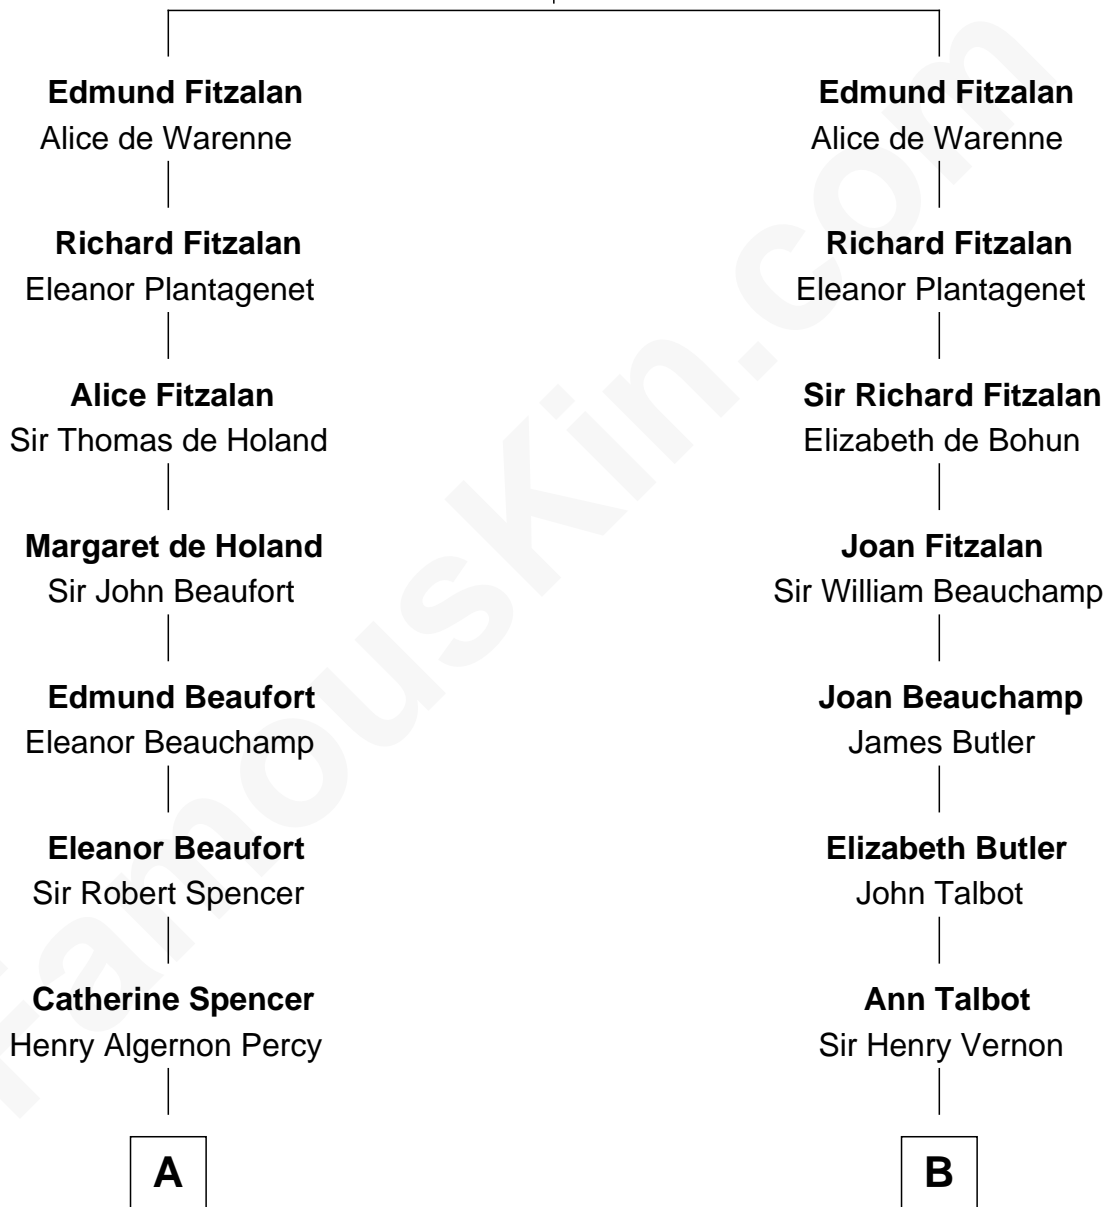 Edmund Fitzalan
Alice de Warenne
Richard Fitzalan
Eleanor Plantagenet
Alice Fitzalan
Sir Thomas de Holand
Margaret de Holand
Sir John Beaufort
Edmund Beaufort
Eleanor Beauchamp
Eleanor Beaufort
Sir Robert Spencer
Catherine Spencer
Henry Algernon Percy
A
Edmund Fitzalan
Alice de Warenne
Richard Fitzalan
Eleanor Plantagenet
Sir Richard Fitzalan
Elizabeth de Bohun
Joan Fitzalan
Sir William Beauchamp
Joan Beauchamp
James Butler
Elizabeth Butler
John Talbot
Ann Talbot
Sir Henry Vernon
B
FamousKin.com